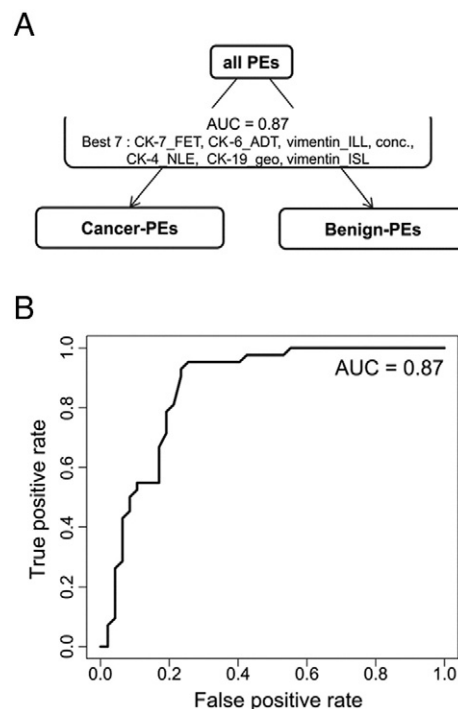 A
all PEs
AUC = 0.87
Best 7 : CK-7_FET, CK-6_ADT, vimentin_ILL, conc.,
CK-4_NLE, CK-19_geo, vimentin_ISL
Cancer-PEs
Benign-PEs
B
AUC = 0.87
True positive rate
1.0
0.8
0.6
0.4
0.2
0.0
0.0
0.2
0.4
0.6
0.8
1.0
False positive rate